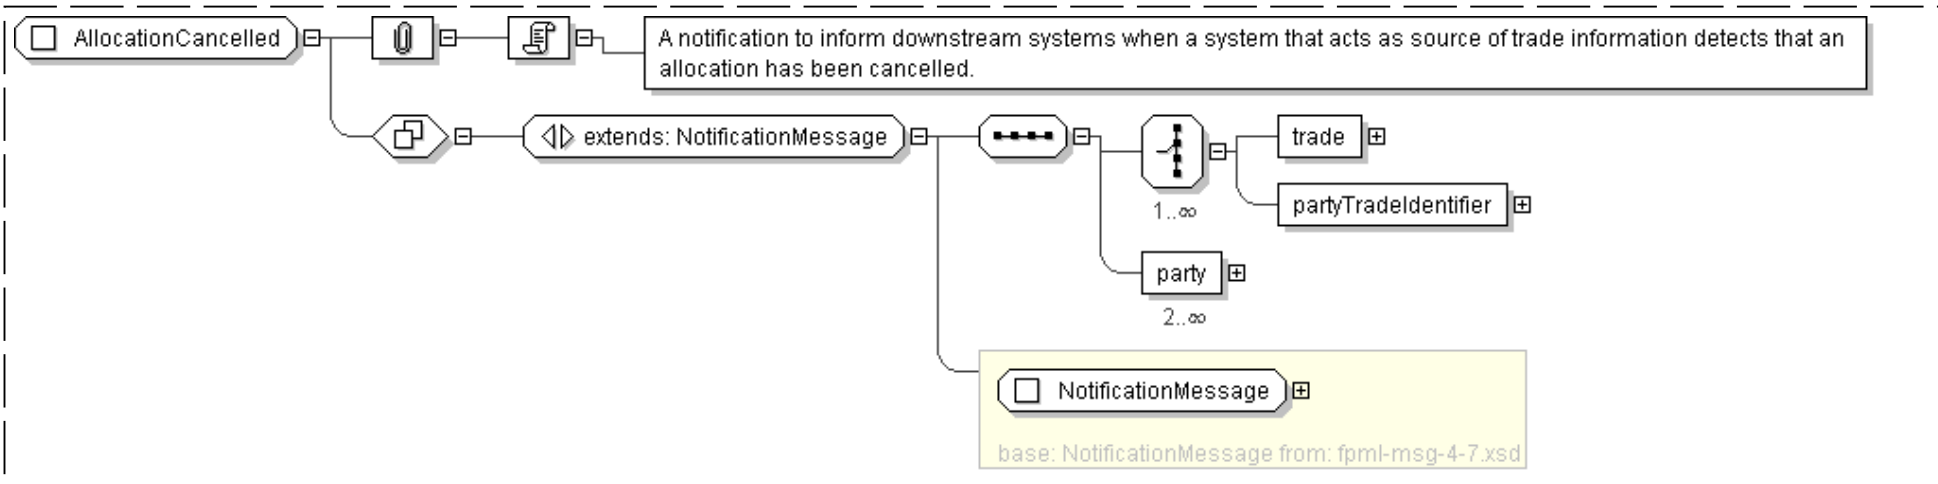 AllocationCancelled
A notification to inform downstream systems when a system that acts as source of trade information detects that an
allocation has been cancelled.
extends: NotificationMessage
trade
partyTradeIdentifier
1..∞
party
2..∞
NotificationMessage
base: NotificationMessage from: fpml-msg-4-7.xsd